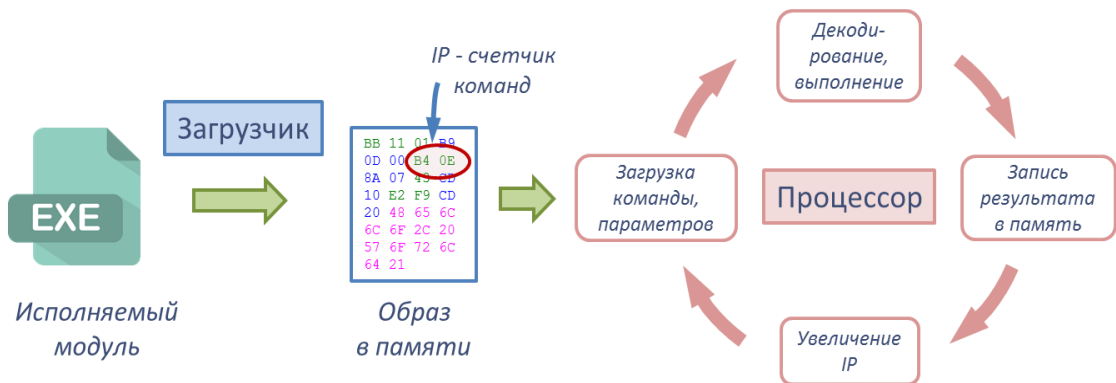 EXE
Исполняемый
модуль
Загрузчик
IP - счетчик
команд
BB 11 01 B9
0D 00 B4 0E
8A 07 43 CD
10 E2 F9 CD
20 48 65 6C
6C 6F 2C 20
57 6F 72 6C
64 21
Образ
в памяти
Декоди-
рование,
выполнение
Загрузка
команды,
параметров
Процессор
Запись
результата
в память
Увеличение
IP